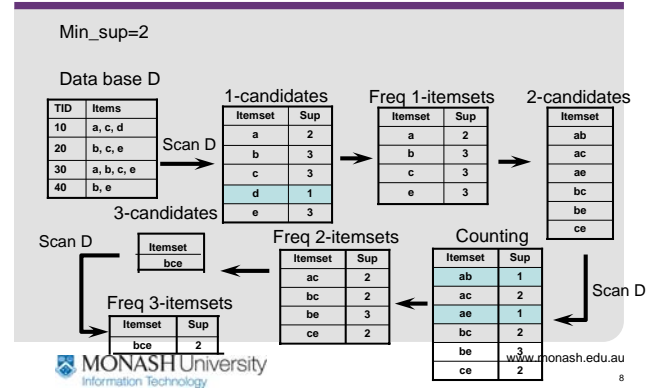 Min_sup=2
Data base D
TID Items
10 a, c, d
20 b, c, e
30 a, b, c, e
40 b, e
Scan D
1-candidates
Itemset Sup
a 2
b 3
c 3
d 1
e 3
Freq 1-itemsets
Itemset Sup
a 2
b 3
c 3
e 3
2-candidates
Itemset
ab
ac
ae
bc
be
ce
Scan D
Counting
Itemset Sup
ab 1
ac 2
ae 1
bc 2
be 3
ce 2
Freq 2-itemsets
Itemset Sup
ac 2
bc 2
be 3
ce 2
3-candidates
Itemset
bce
Scan D
Freq 3-itemsets
Itemset Sup
bce 2
MONASH University
Information Technology
www.monash.edu.au
8